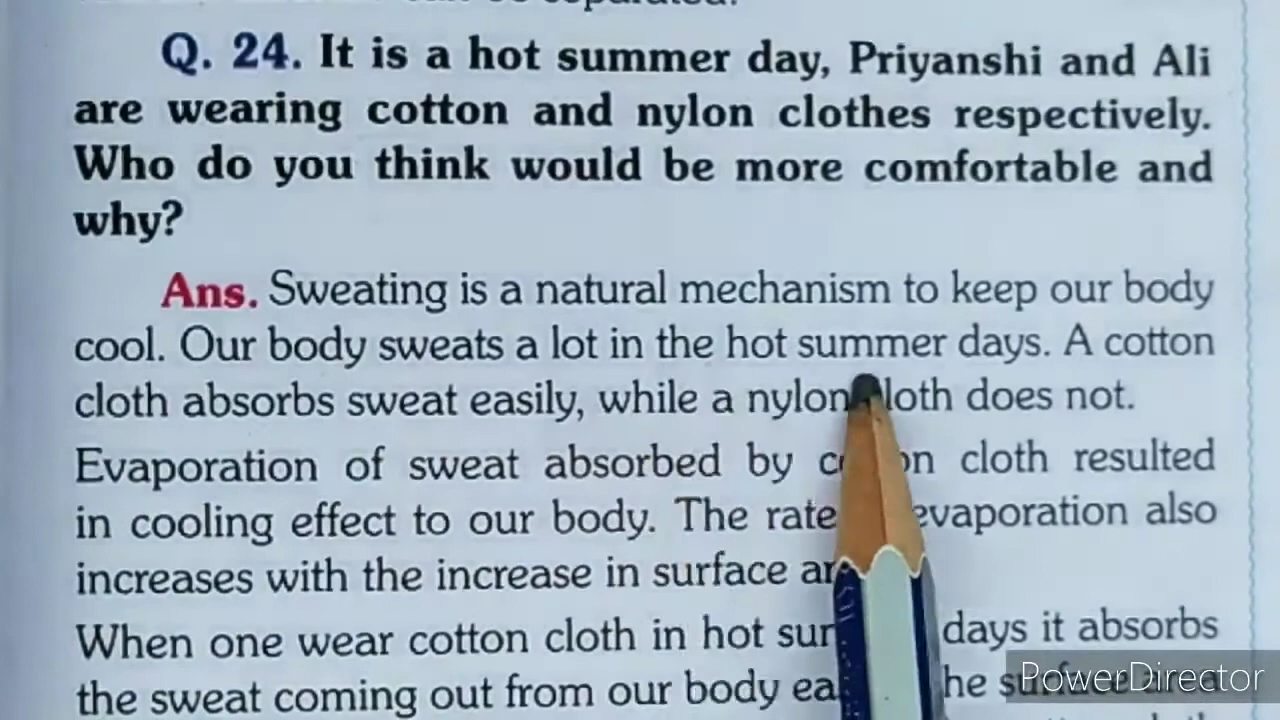 separated.
Q. 24. It is a hot summer day, Priyanshi and Ali
are wearing cotton and nylon clothes respectively.
Who do you think would be more comfortable and
why?
Ans. Sweating is a natural mechanism to keep our body
cool. Our body sweats a lot in the hot summer days. A cotton
cloth absorbs sweat easily, while a nylon cloth does not.
Evaporation of sweat absorbed by cloth resulted
in cooling effect to our body. The rate evaporation also
increases with the increase in surface
When one wear cotton cloth in hot days it absorbs
the sweat coming out from our body
PowerDirector